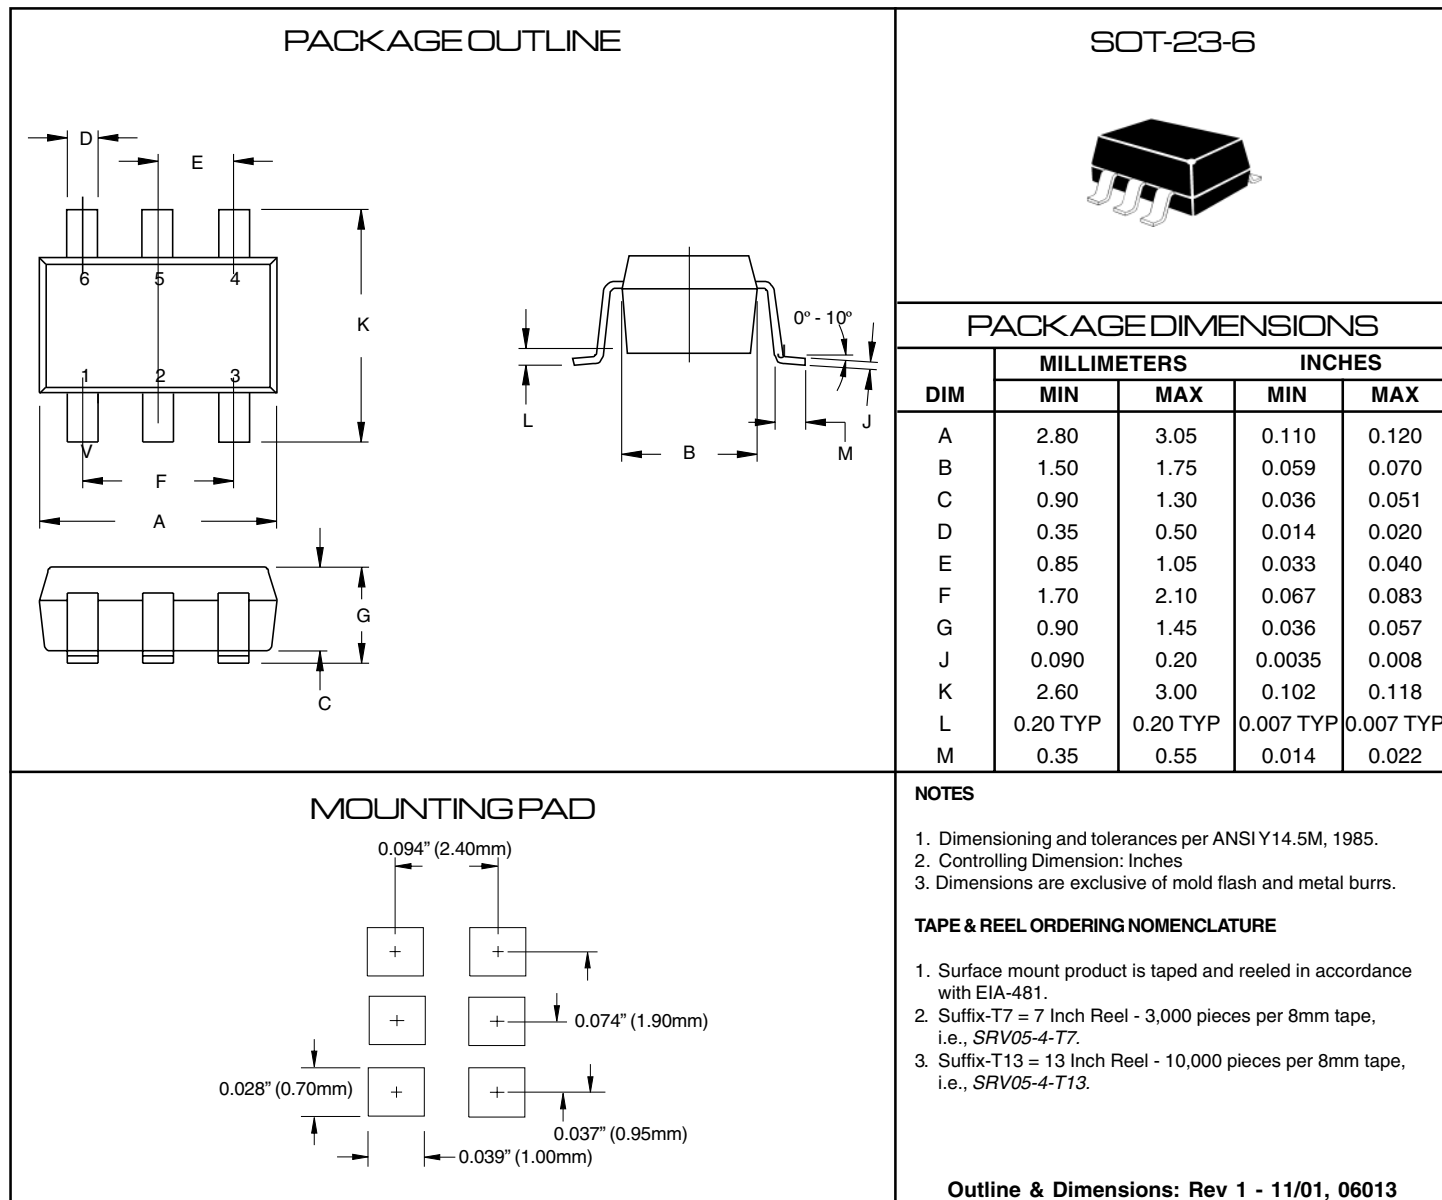 PACKAGE OUTLINE
D
E
6 5 4
K
1 2 3
V
F
A
G
C
0º - 10º
L
B
M
J
SOT-23-6
PACKAGE DIMENSIONS
MILLIMETERS INCHES
DIM MIN MAX MIN MAX
A 2.80 3.05 0.110 0.120
B 1.50 1.75 0.059 0.070
C 0.90 1.30 0.036 0.051
D 0.35 0.50 0.014 0.020
E 0.85 1.05 0.033 0.040
F 1.70 2.10 0.067 0.083
G 0.90 1.45 0.036 0.057
J 0.090 0.20 0.0035 0.008
K 2.60 3.00 0.102 0.118
L 0.20 TYP 0.20 TYP 0.007 TYP 0.007 TYP
M 0.35 0.55 0.014 0.022
MOUNTING PAD
0.094” (2.40mm)
0.074” (1.90mm)
0.028” (0.70mm)
0.037” (0.95mm)
0.039” (1.00mm)
NOTES
1. Dimensioning and tolerances per ANSI Y14.5M, 1985.
2. Controlling Dimension: Inches
3. Dimensions are exclusive of mold flash and metal burrs.
TAPE & REEL ORDERING NOMENCLATURE
1. Surface mount product is taped and reeled in accordance
with EIA-481.
2. Suffix-T7 = 7 Inch Reel - 3,000 pieces per 8mm tape,
i.e., SRV05-4-T7.
3. Suffix-T13 = 13 Inch Reel - 10,000 pieces per 8mm tape,
i.e., SRV05-4-T13.
Outline & Dimensions: Rev 1 - 11/01, 06013